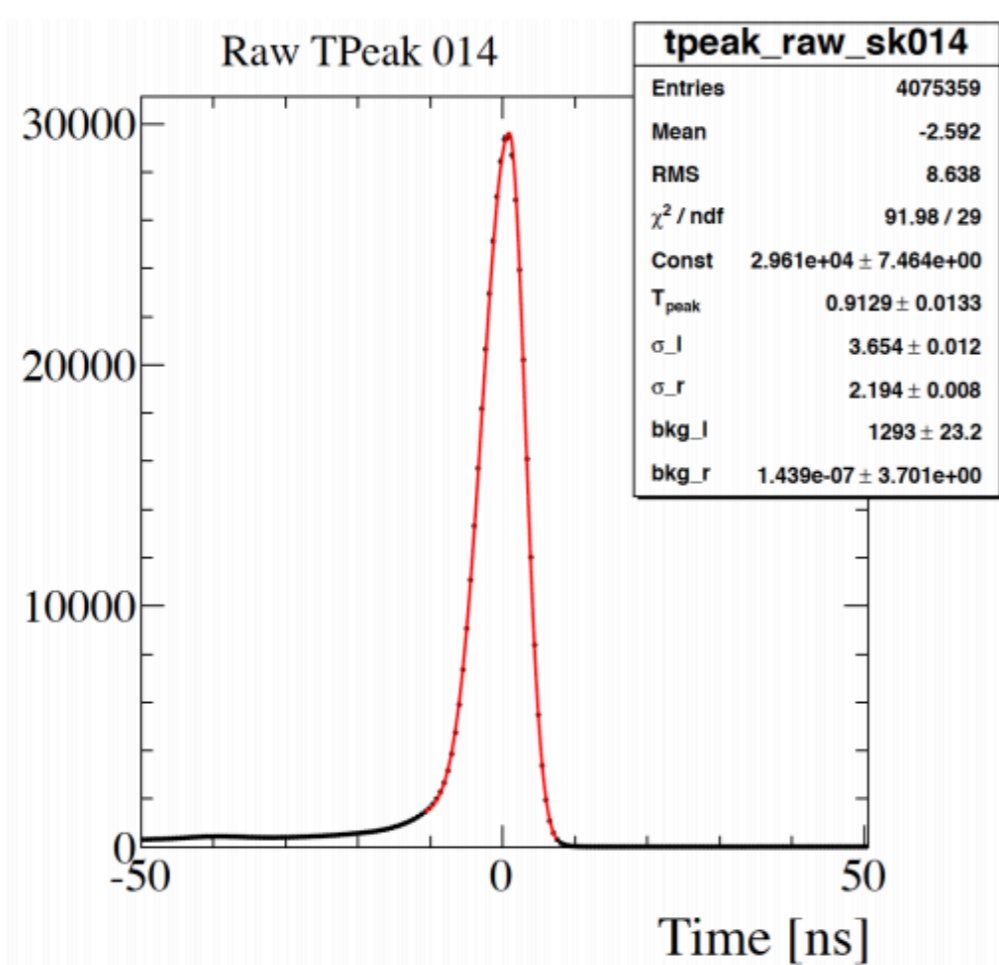 Raw TPeak 014
tpeak_raw_sk014
Entries 4075359
Mean -2.592
RMS 8.638
χ² / ndf 91.98 / 29
Const 2.961e+04 ± 7.464e+00
T_peak 0.9129 ± 0.0133
σ_l 3.654 ± 0.012
σ_r 2.194 ± 0.008
bkg_l 1293 ± 23.2
bkg_r 1.439e-07 ± 3.701e+00
30000
20000
10000
0
-50 0 50
Time [ns]